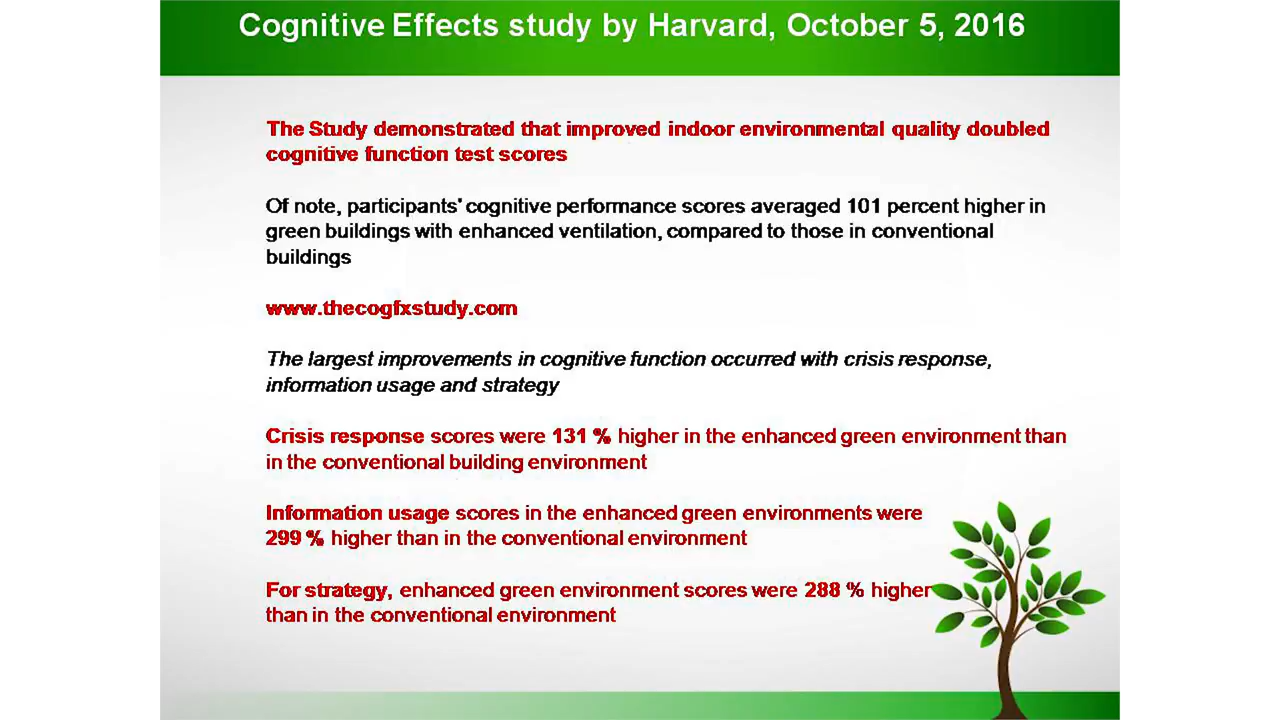 Cognitive Effects study by Harvard, October 5, 2016
The Study demonstrated that improved indoor environmental quality doubled
cognitive function test scores
Of note, participants' cognitive performance scores averaged 101 percent higher in
green buildings with enhanced ventilation, compared to those in conventional
buildings
www.thecogfxstudy.com
The largest improvements in cognitive function occurred with crisis response,
information usage and strategy
Crisis response scores were 131 % higher in the enhanced green environment than
in the conventional building environment
Information usage scores in the enhanced green environments were
299 % higher than in the conventional environment
For strategy, enhanced green environment scores were 288 % higher
than in the conventional environment